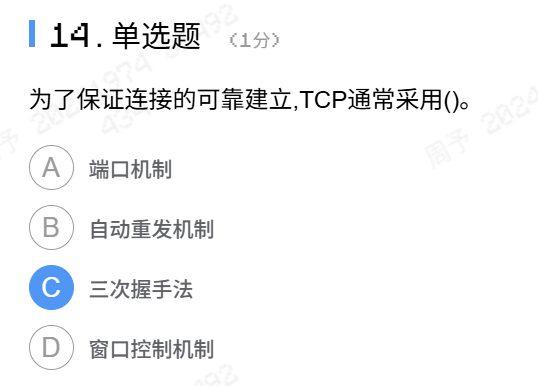 14.单选题 (1分)
为了保证连接的可靠建立,TCP通常采用()。
A 端口机制
B 自动重发机制
C 三次握手法
D 窗口控制机制